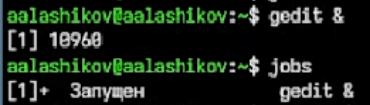 aalashikov@aalashikov:~$ gedit &
[1] 10960
aalashikov@aalashikov:~$ jobs
[1]+ Запущен gedit &